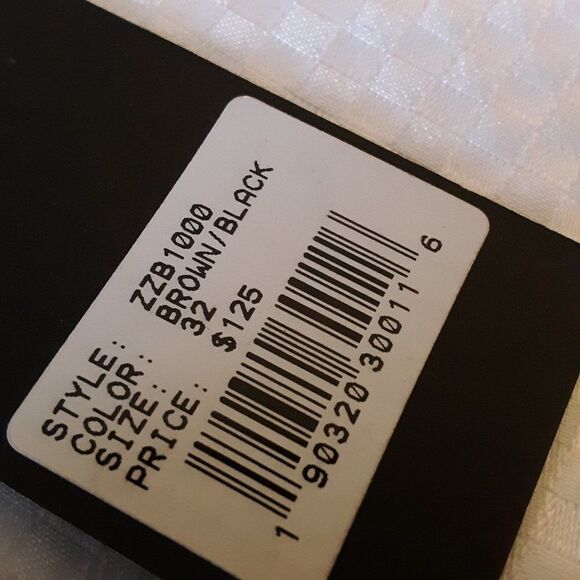 STYLE: ZZB1000
COLOR: BROWN/BLACK
SIZE: 32
PRICE: $125
1 90320 30011 6